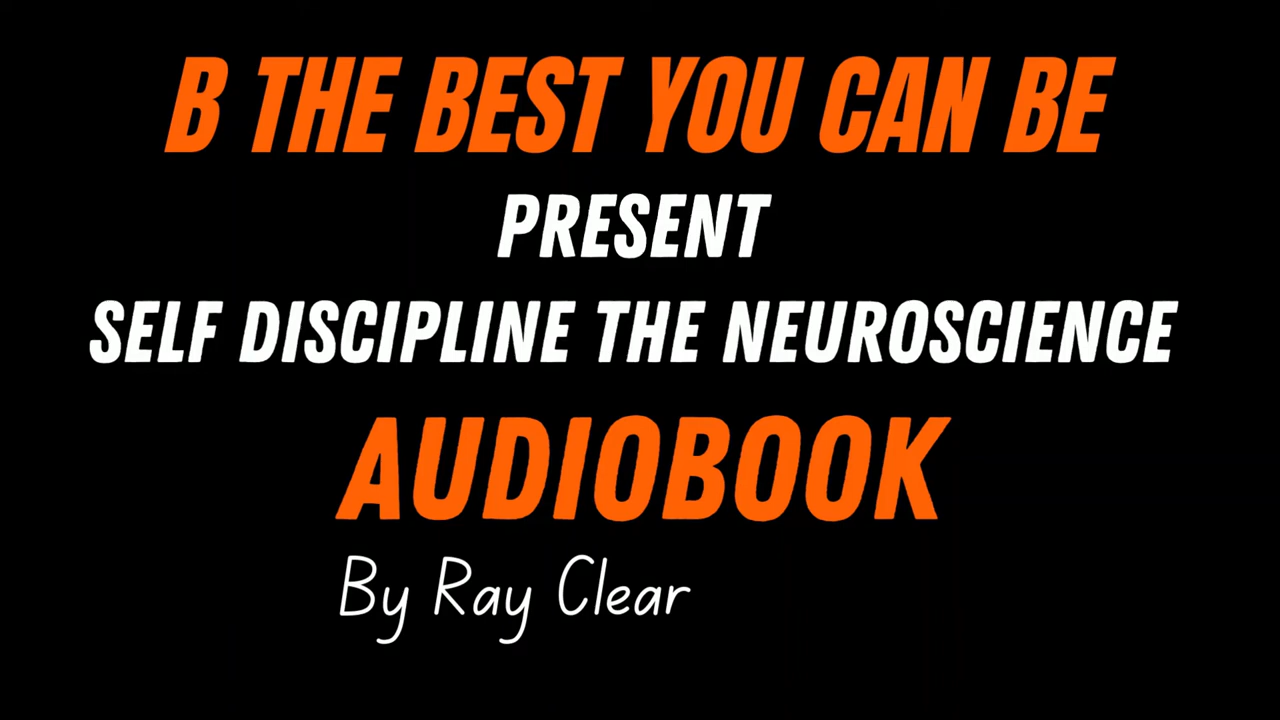 B THE BEST YOU CAN BE
PRESENT
SELF DISCIPLINE THE NEUROSCIENCE
AUDIOBOOK
By Ray Clear